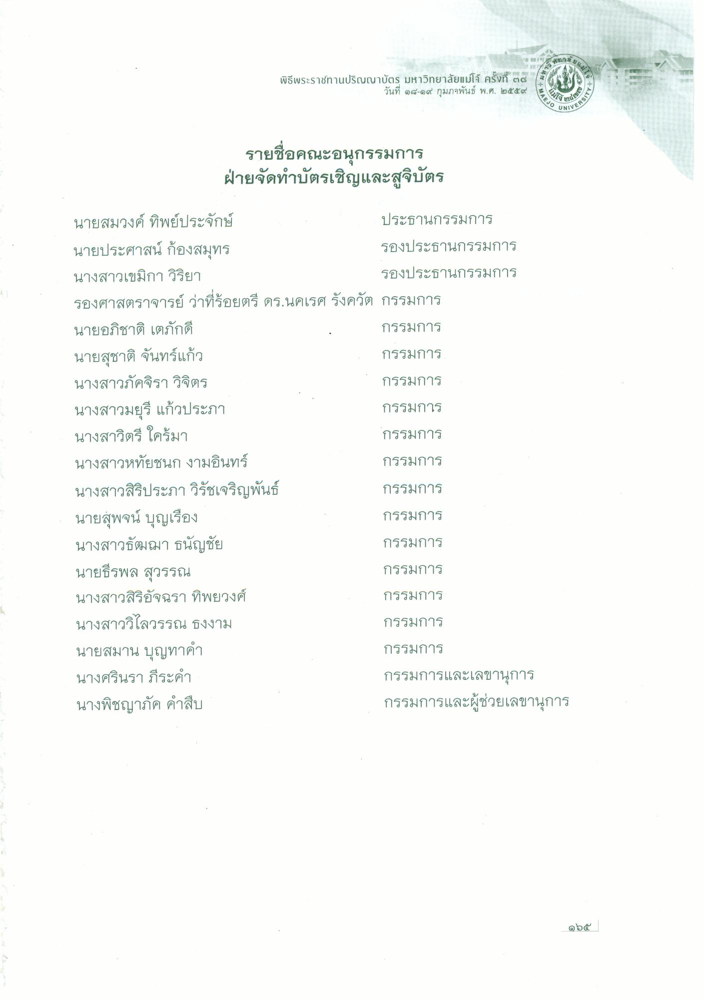 พิธีพระราชทานปริญญาบัตร มหาวิทยาลัยแม่โจ้ ครั้งที่ ๓๘
วันที่ ๑๘-๑๙ กุมภาพันธ์ พ.ศ. ๒๕๕๙
มหาวิทยาลัยแม่โจ้
แม่โจ้ ๒๔๗๗
MAEJO UNIVERSITY
รายชื่อคณะอนุกรรมการ
ฝ่ายจัดทำบัตรเชิญและสูจิบัตร
นายสมวงค์ ทิพย์ประจักษ์ ประธานกรรมการ
นายประศาสน์ ก้องสมุทร รองประธานกรรมการ
นางสาวเขมิกา วิริยา รองประธานกรรมการ
รองศาสตราจารย์ ว่าที่ร้อยตรี ดร.นคเรศ รังควัต กรรมการ
นายอภิชาติ เตภักดี กรรมการ
นายสุชาติ จันทร์แก้ว กรรมการ
นางสาวภัคจิรา วิจิตร กรรมการ
นางสาวมยุรี แก้วประภา กรรมการ
นางสาวิตรี ใคร้มา กรรมการ
นางสาวหทัยชนก งามอินทร์ กรรมการ
นางสาวสิริประภา วิรัชเจริญพันธ์ กรรมการ
นายสุพจน์ บุญเรือง กรรมการ
นางสาวธัฒฌา ธนัญชัย กรรมการ
นายธีรพล สุวรรณ กรรมการ
นางสาวสิริอัจฉรา ทิพยวงศ์ กรรมการ
นางสาววิไลวรรณ ธงงาม กรรมการ
นายสมาน บุญทาคำ กรรมการ
นางศรินรา ภีระคำ กรรมการและเลขานุการ
นางพิชญาภัค คำสืบ กรรมการและผู้ช่วยเลขานุการ
๑๖๕